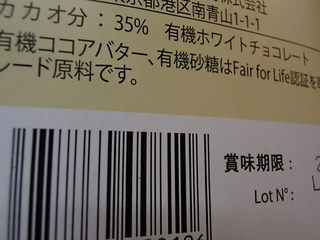 東京都港区南青山1-1-1
カカオ分：35% 有機ホワイトチョコレート
有機ココアバター、有機砂糖はFair for Life認証を
レード原料です。
賞味期限：
Lot N°: